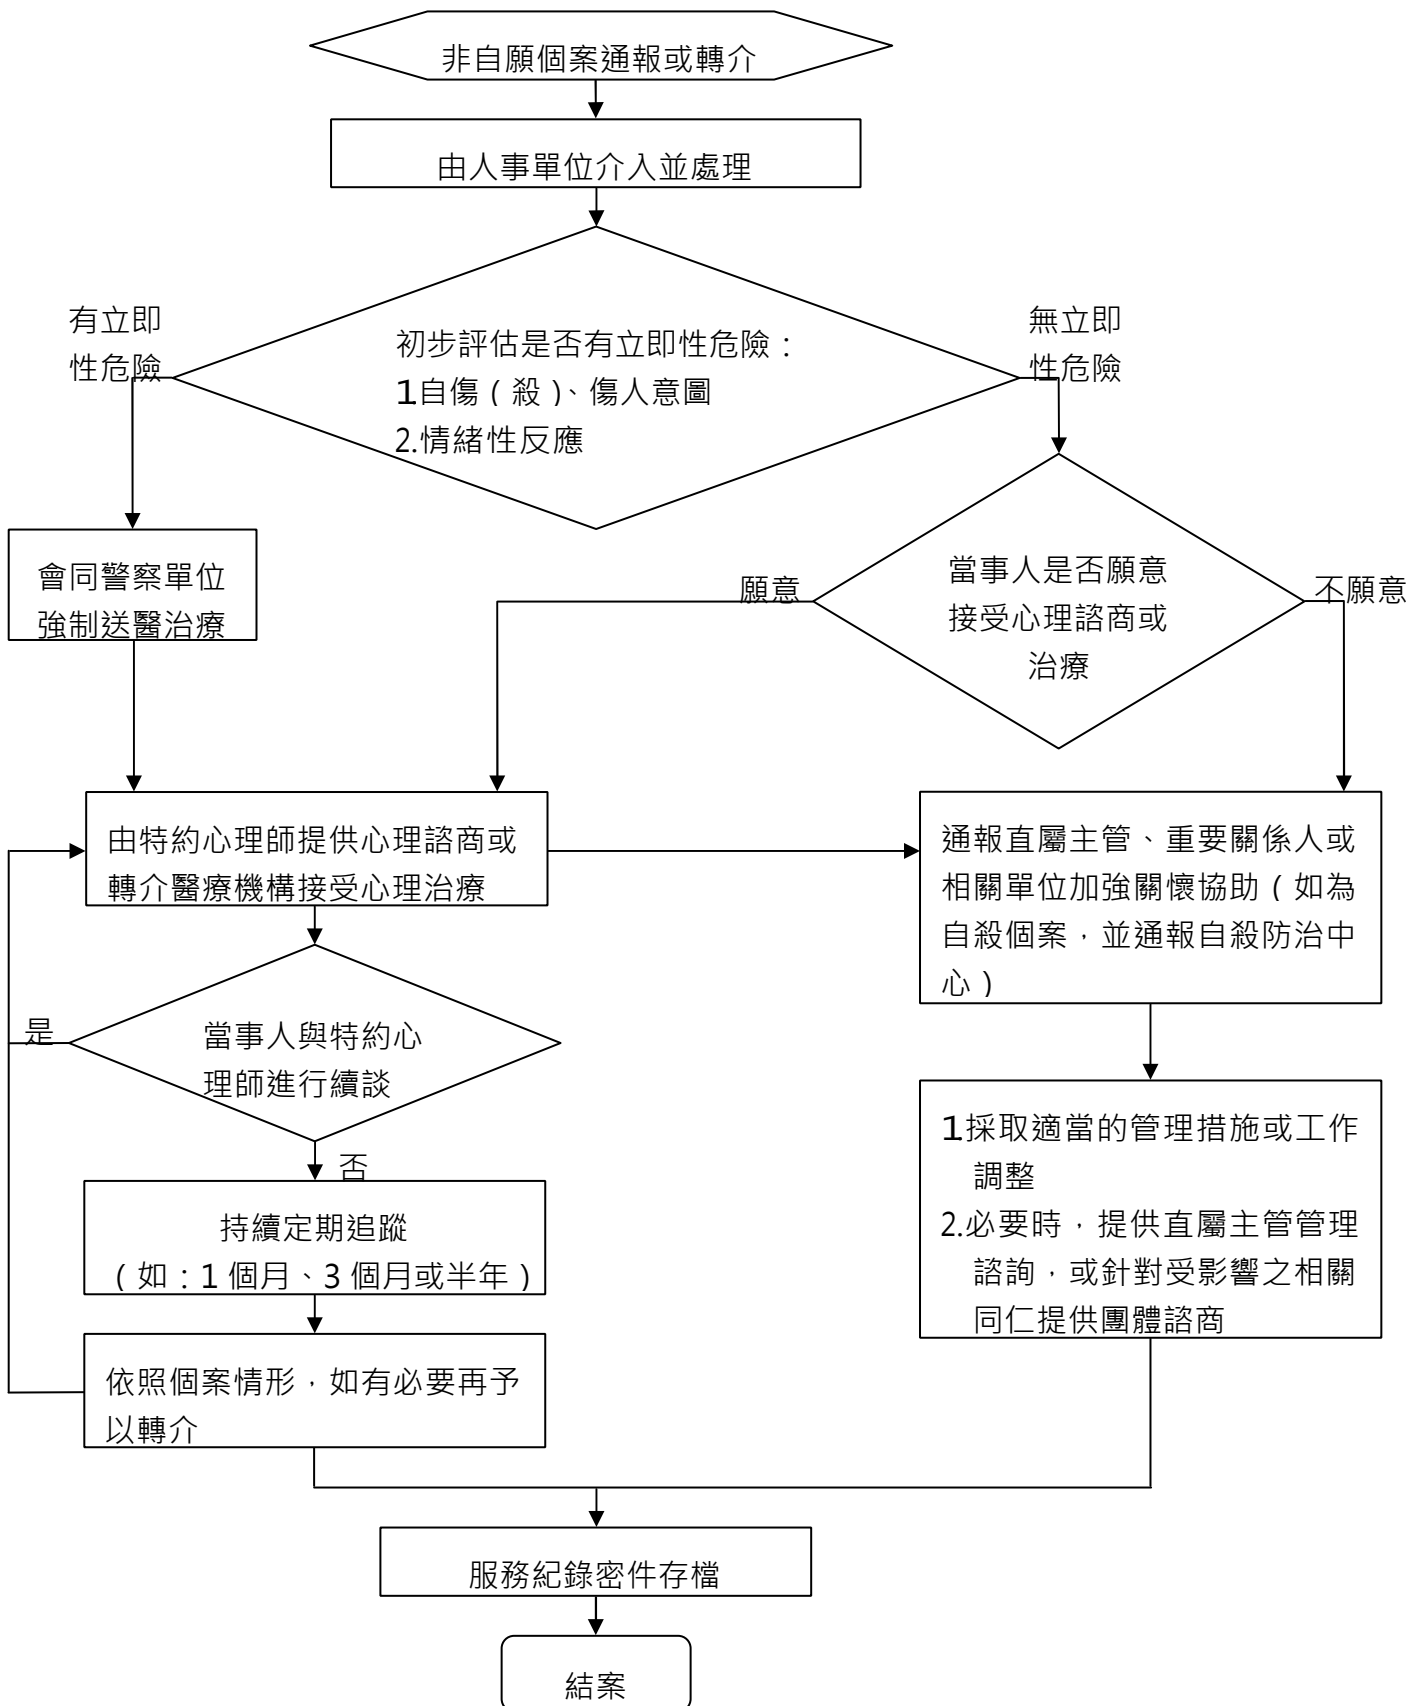 非自願個案通報或轉介
由人事單位介入並處理
有立即
性危險
初步評估是否有立即性危險：
1.自傷（殺）、傷人意圖
2.情緒性反應
無立即
性危險
會同警察單位
強制送醫治療
願意
當事人是否願意
接受心理諮商或
治療
不願意
由特約心理師提供心理諮商或
轉介醫療機構接受心理治療
通報直屬主管、重要關係人或
相關單位加強關懷協助（如為
自殺個案，並通報自殺防治中
心）
是
當事人與特約心
理師進行續談
否
持續定期追蹤
（如：1個月、3個月或半年）
1.採取適當的管理措施或工作
調整
2.必要時，提供直屬主管管理
諮詢，或針對受影響之相關
同仁提供團體諮商
依照個案情形，如有必要再予
以轉介
服務紀錄密件存檔
結案